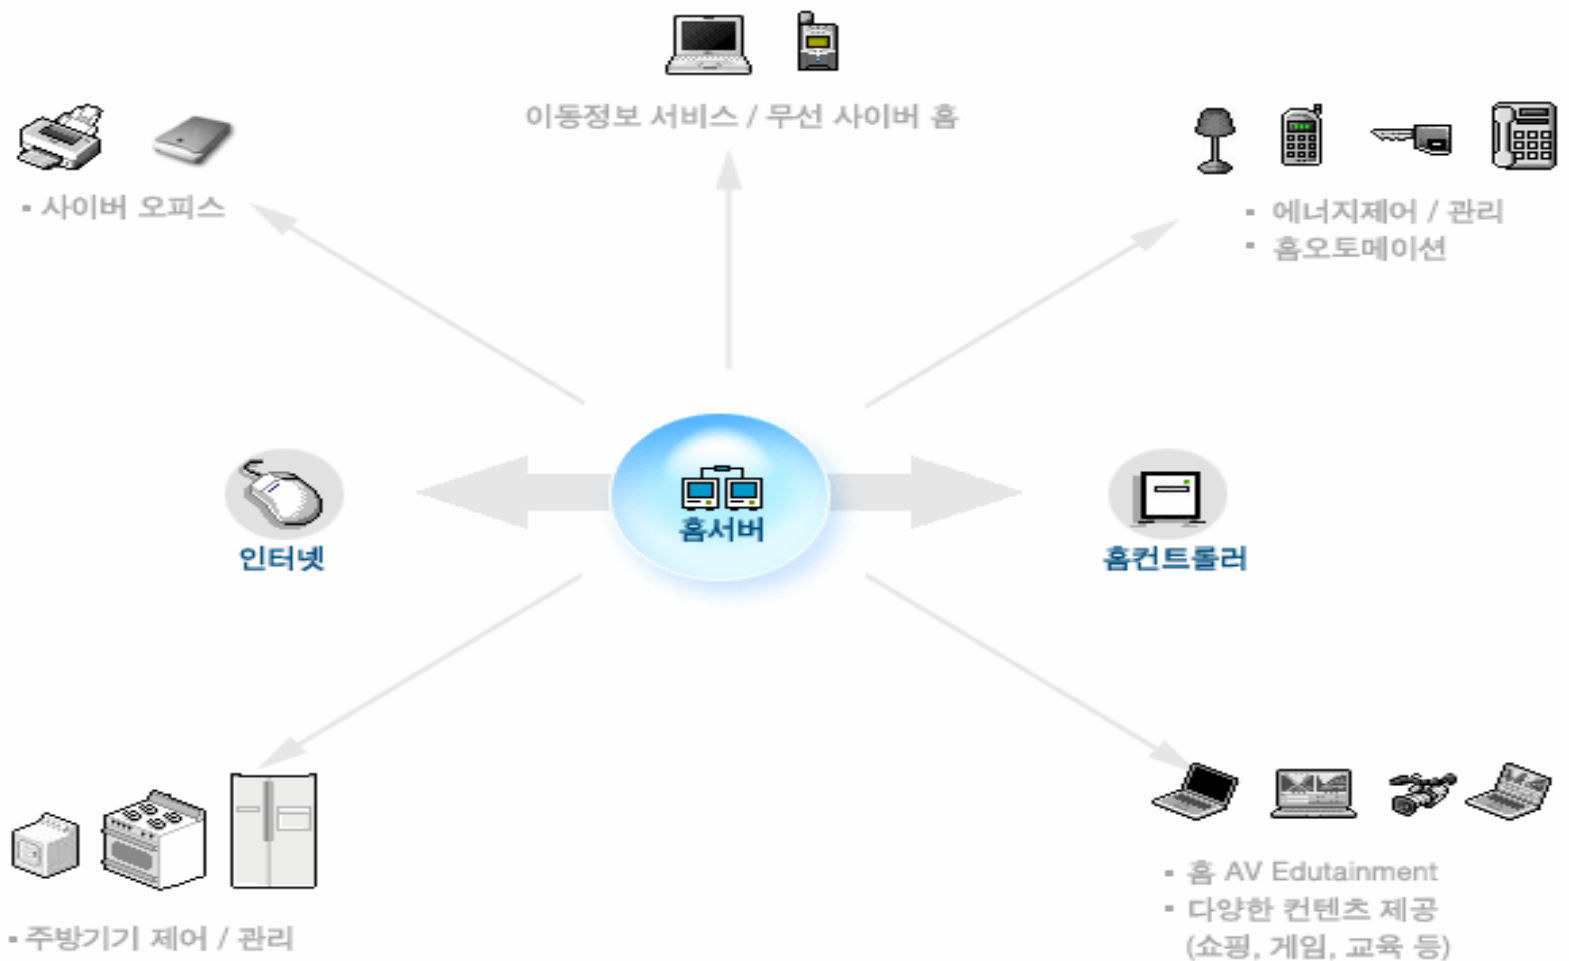 이동정보 서비스 / 무선 사이버 홈
▪ 사이버 오피스
▪ 에너지제어 / 관리
▪ 홈오토메이션
인터넷
홈서버
홈컨트롤러
▪ 주방기기 제어 / 관리
▪ 홈 AV Edutainment
▪ 다양한 컨텐츠 제공
(쇼핑, 게임, 교육 등)